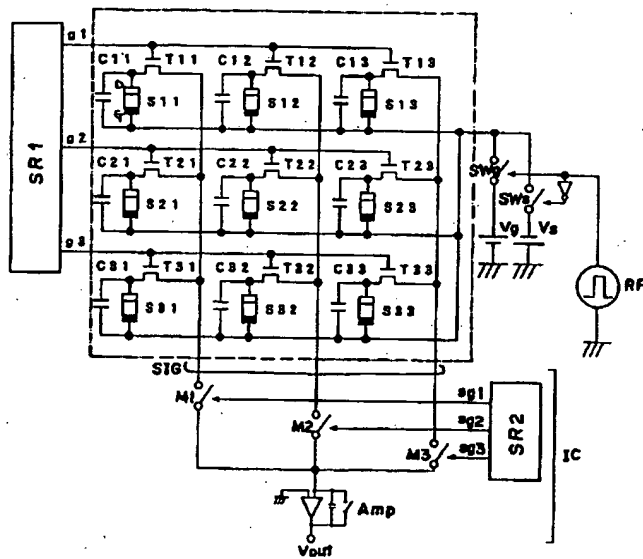 g1
C11 T11 C12 T12 C13 T13
S11 S12 S13
g2
SR1
C21 T21 C22 T22 C23 T23
S21 S22 S23
SWg
SWs
g3
Vg Vs
C31 T31 C32 T32 C33 T33
RF
S31 S32 S33
SIG
M1
sg1
M2
sg2
SR2
IC
M3
sg3
Amp
Vout